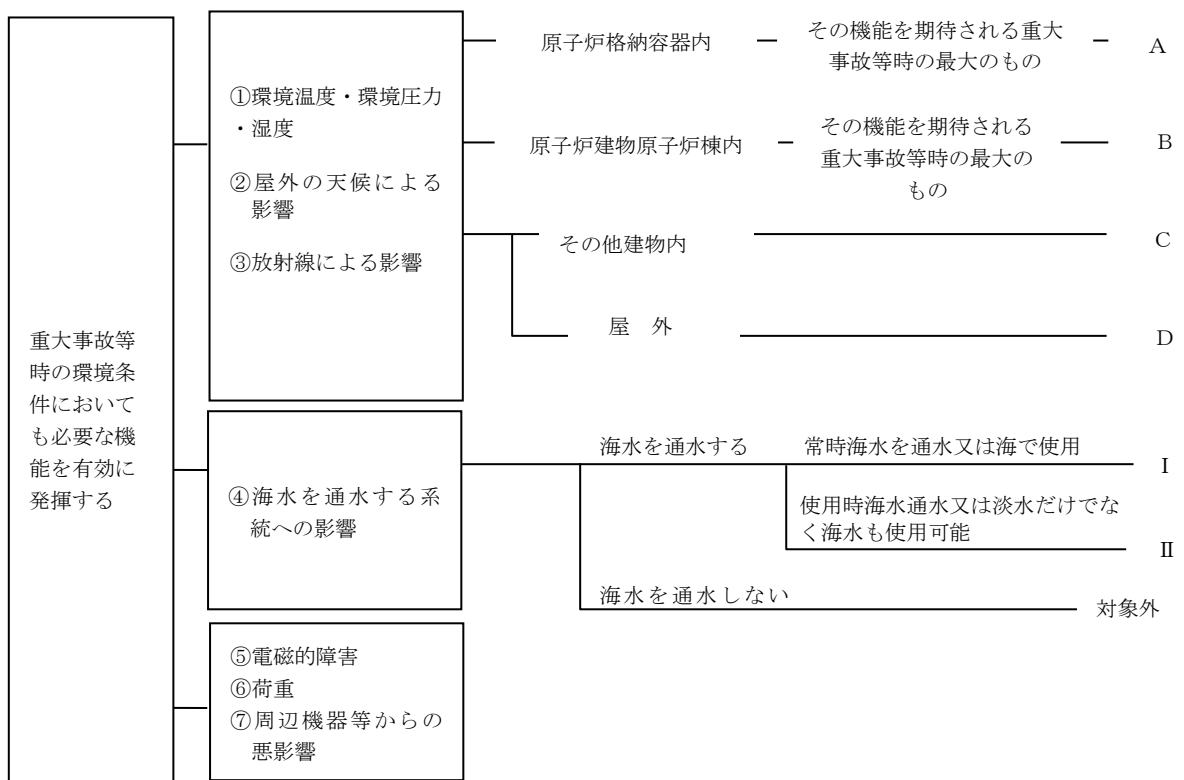 重大事故等
時の環境条
件において
も必要な機
能を有効に
発揮する
①環境温度・環境圧力
・湿度
②屋外の天候による
影響
③放射線による影響
原子炉格納容器内
その機能を期待される重大
事故等時の最大のもの
A
原子炉建物原子炉棟内
その機能を期待される
重大事故等時の最大の
もの
B
その他建物内
C
屋 外
D
④海水を通水する系
統への影響
海水を通水する
常時海水を通水又は海で使用
Ⅰ
使用時海水通水又は淡水だけでな
く海水も使用可能
Ⅱ
海水を通水しない
対象外
⑤電磁的障害
⑥荷重
⑦周辺機器等からの
悪影響